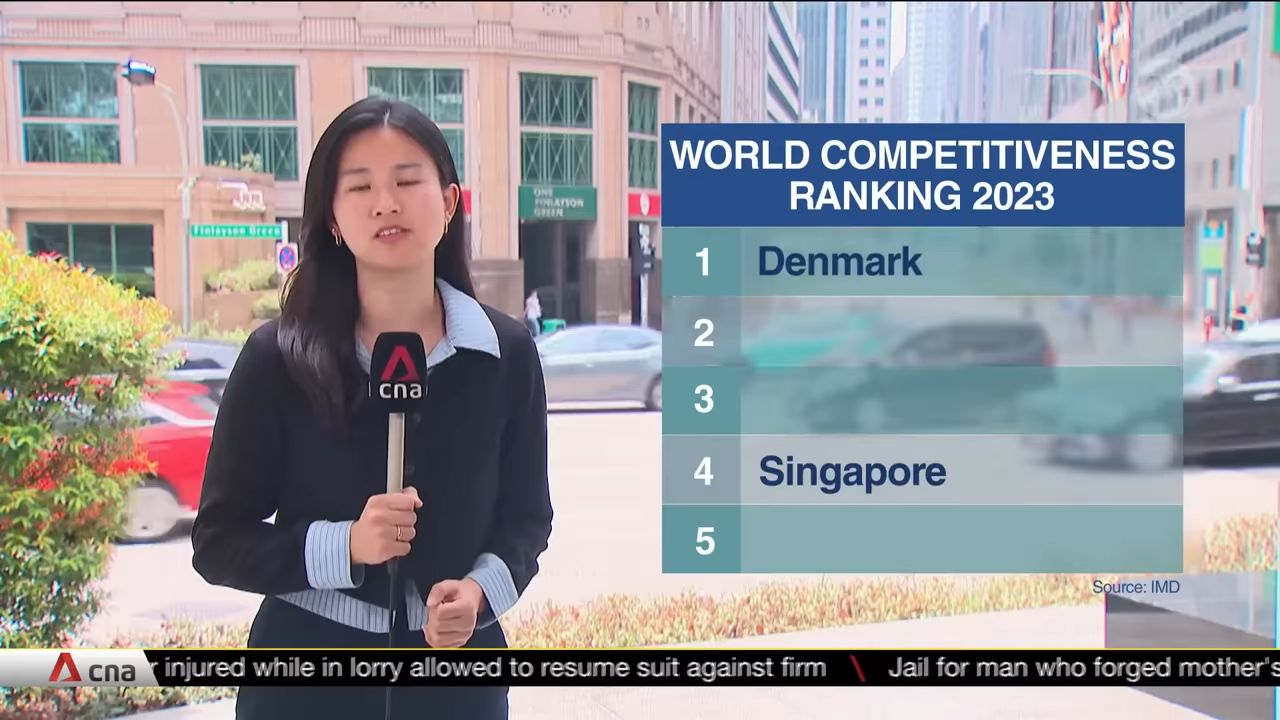 ONE
FINLAYSON
GREEN
Finlayson Green
cna
WORLD COMPETITIVENESS
RANKING 2023
1 Denmark
2
3
4 Singapore
5
Source: IMD
cna
injured while in lorry allowed to resume suit against firm \ Jail for man who forged mother's